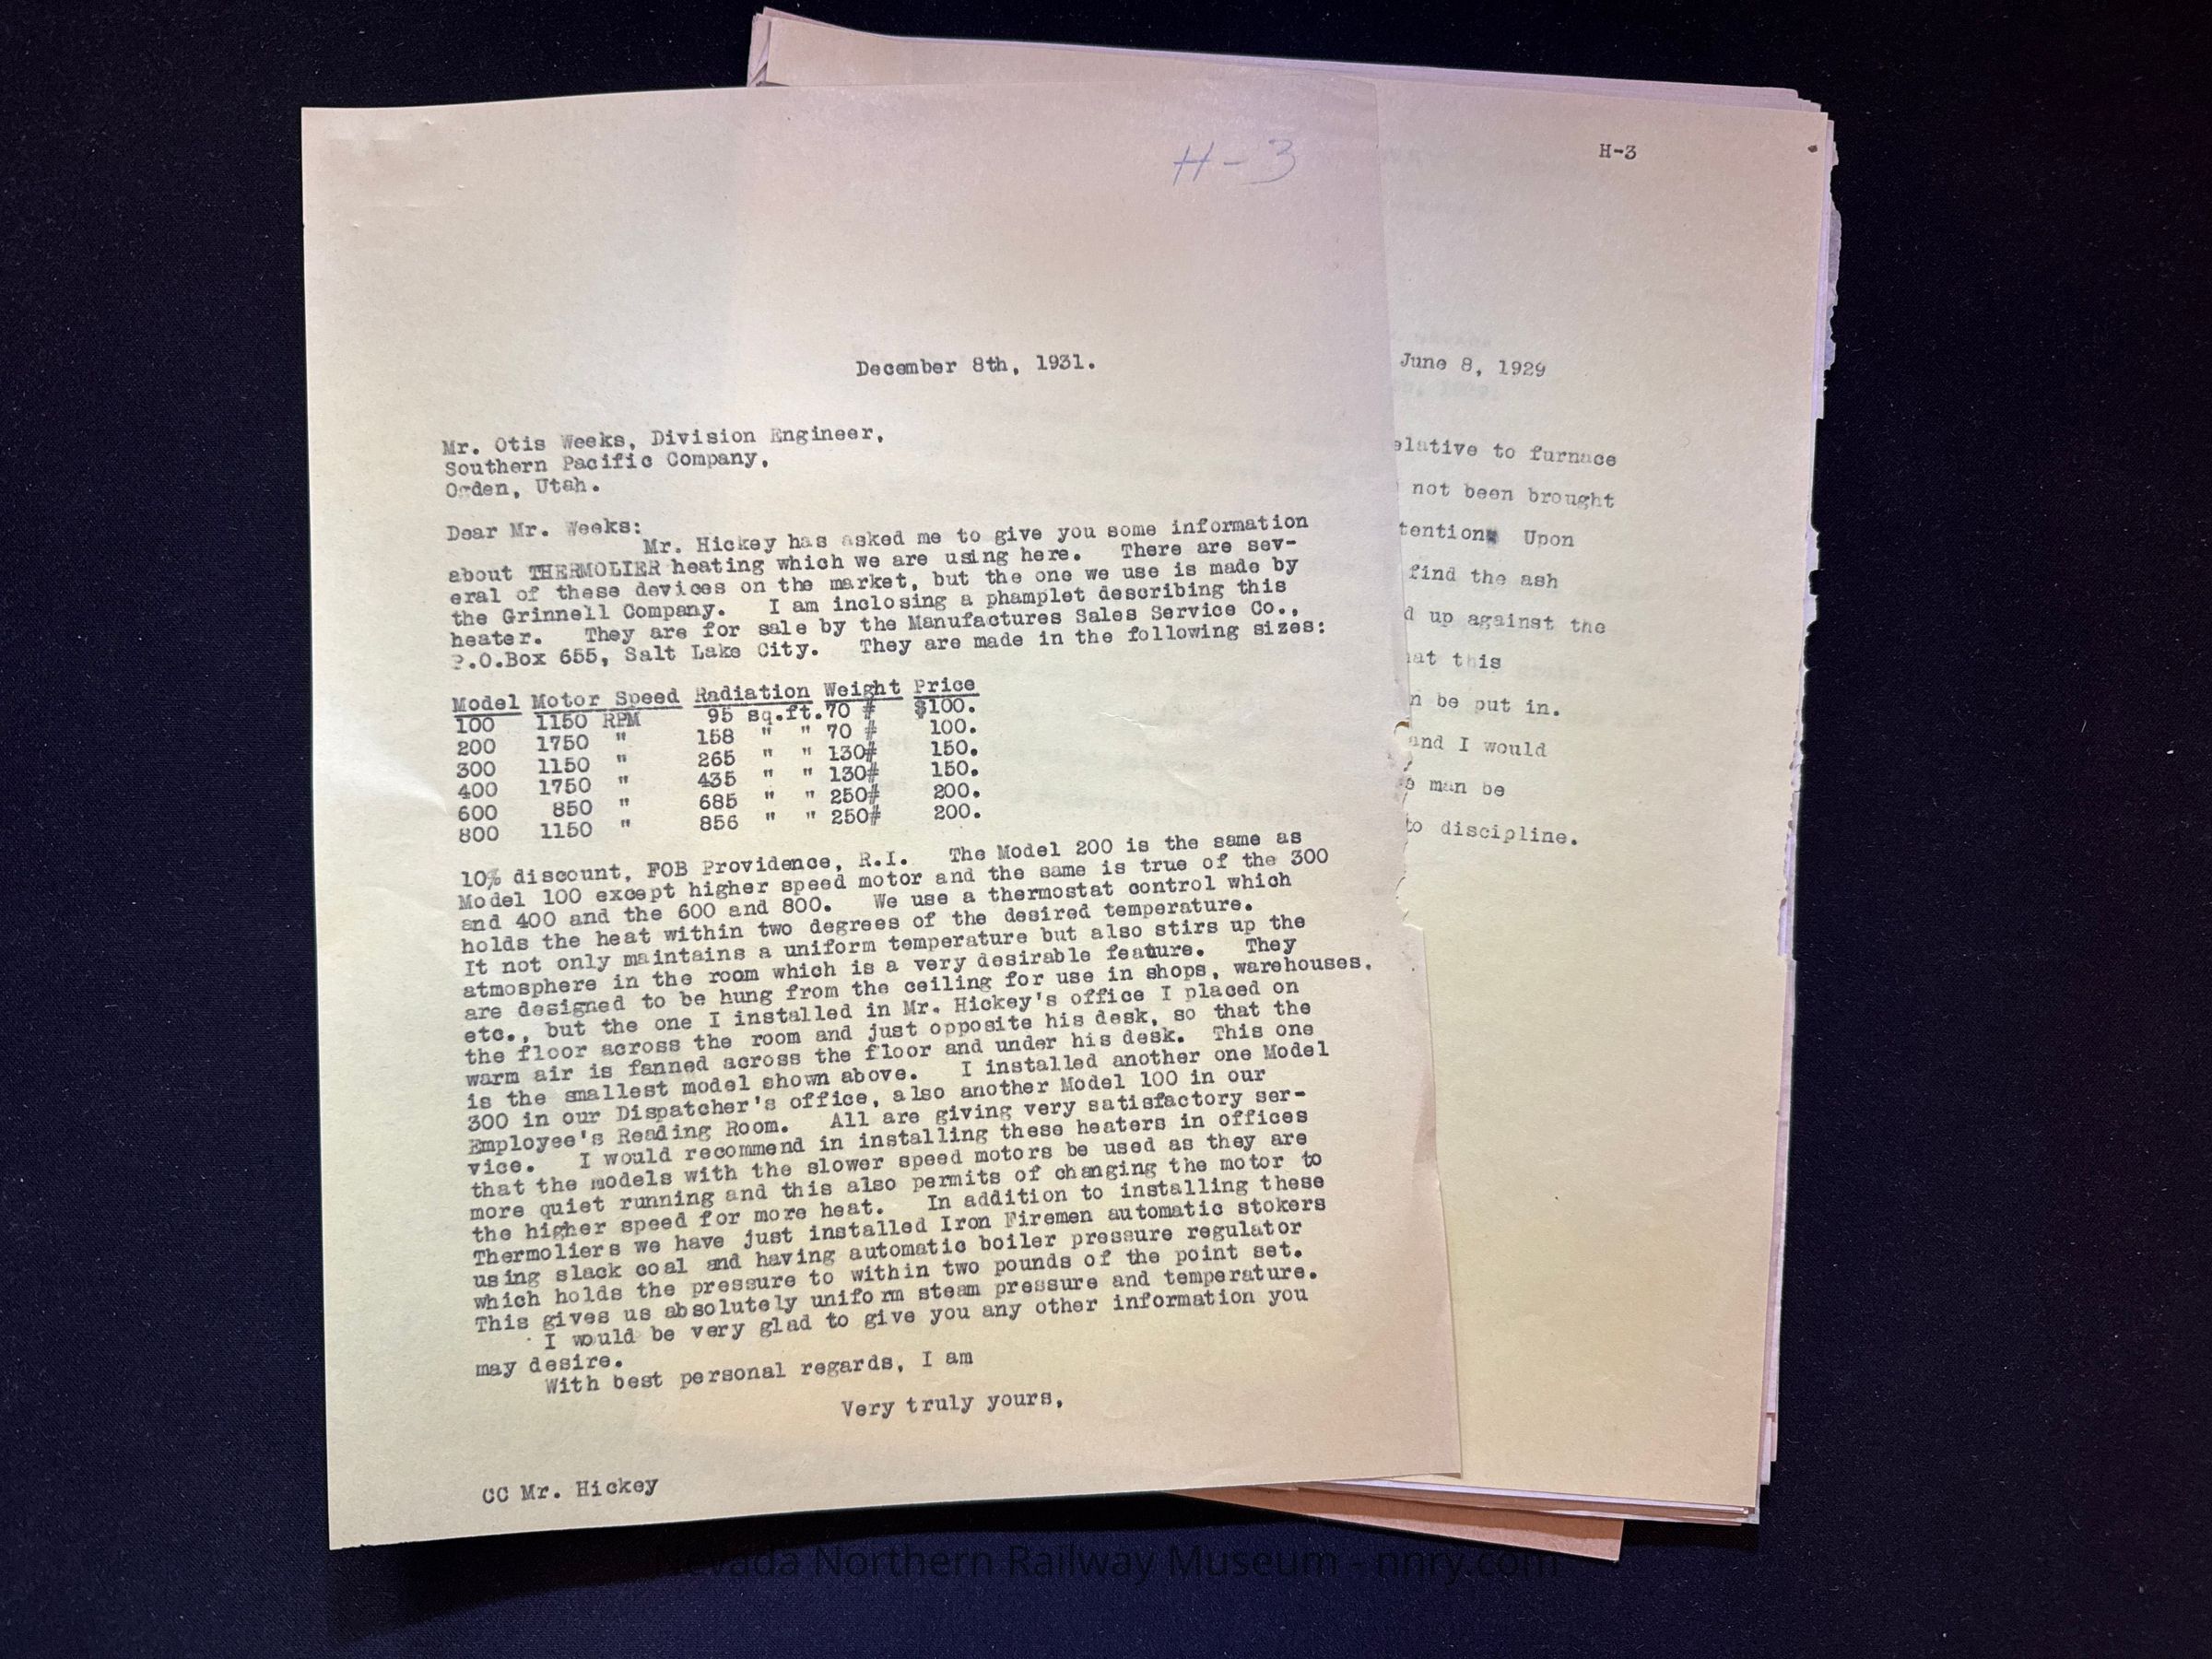 H-3
December 8th, 1931.
Mr. Otis Weeks, Division Engineer,
Southern Pacific Company,
Ogden, Utah.
Dear Mr. Weeks:
Mr. Hickey has asked me to give you some information
about THERMOLIER heating which we are using here. There are sev-
eral of these devices on the market, but the one we use is made by
the Grinnell Company. I am inclosing a phamplet describing this
heater. They are for sale by the Manufactures Sales Service Co.,
P.O.Box 655, Salt Lake City. They are made in the following sizes:
Model Motor Speed Radiation Weight Price
100 1150 RPM 95 sq.ft. 70 # $100.
200 1750 " 158 " " 70 # 100.
300 1150 " 265 " " 130# 150.
400 1750 " 435 " " 130# 150.
600 850 " 685 " " 250# 200.
800 1150 " 856 " " 250# 200.
10% discount, FOB Providence, R.I. The Model 200 is the same as
Model 100 except higher speed motor and the same is true of the 300
and 400 and the 600 and 800. We use a thermostat control which
holds the heat within two degrees of the desired temperature.
It not only maintains a uniform temperature but also stirs up the
atmosphere in the room which is a very desirable feature. They
are designed to be hung from the ceiling for use in shops, warehouses,
etc., but the one I installed in Mr. Hickey's office I placed on
the floor across the room and just opposite his desk, so that the
warm air is fanned across the floor and under his desk. This one
is the smallest model shown above. I installed another one Model
300 in our Dispatcher's office, also another Model 100 in our
Employee's Reading Room. All are giving very satisfactory ser-
vice. I would recommend in installing these heaters in offices
that the models with the slower speed motors be used as they are
more quiet running and this also permits of changing the motor to
the higher speed for more heat. In addition to installing these
Thermoliers we have just installed Iron Firemen automatic stokers
using slack coal and having automatic boiler pressure regulator
which holds the pressure to within two pounds of the point set.
This gives us absolutely uniform steam pressure and temperature.
I would be very glad to give you any other information you
may desire.
With best personal regards, I am
Very truly yours,
CC Mr. Hickey
H-3
June 8, 1929
elative to furnace
not been brought
tention. Upon
find the ash
d up against the
hat this
n be put in.
and I would
e man be
to discipline.
Nevada Northern Railway Museum - nnry.com